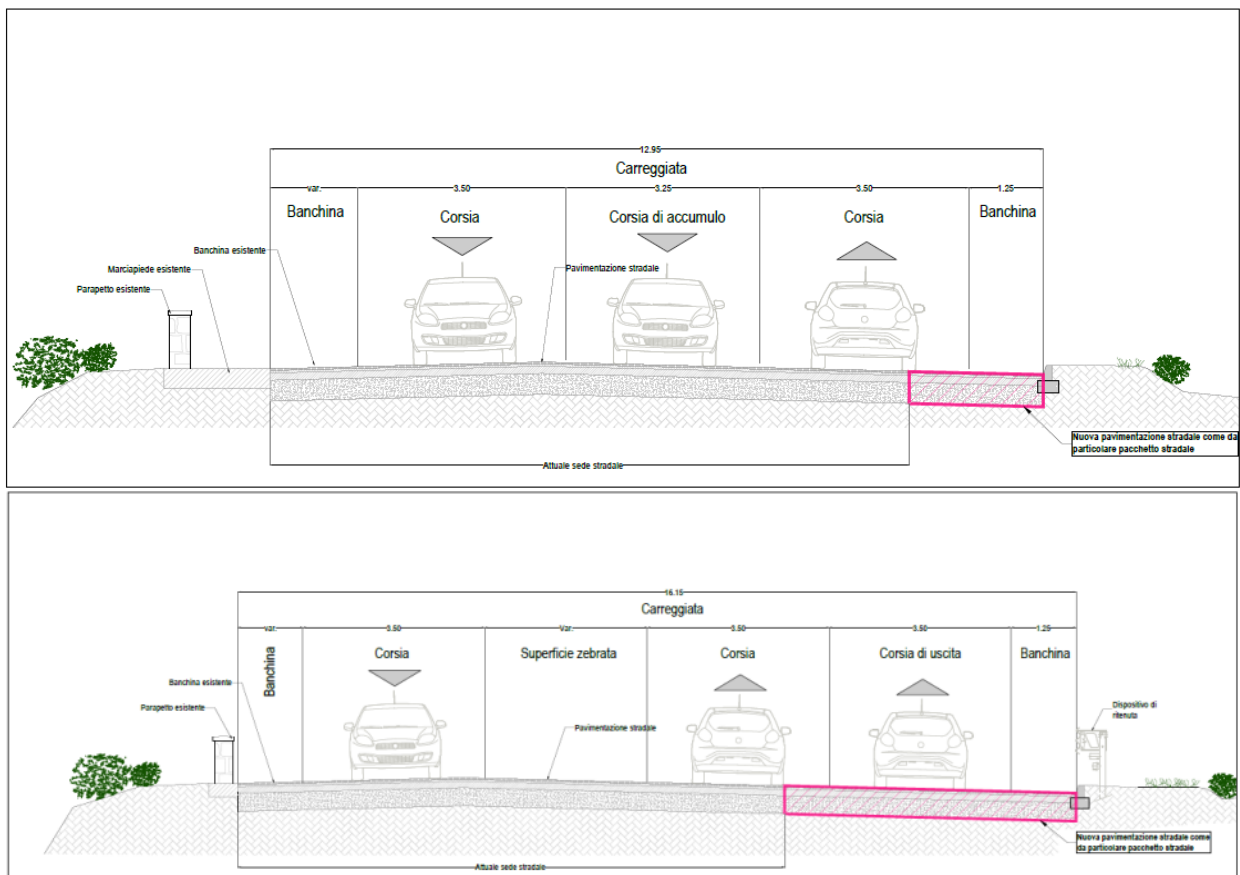 12.95
Carreggiata
var.
3.50
3.25
3.50
1.25
Banchina
Corsia
Corsia di accumulo
Corsia
Banchina
Banchina esistente
Marciapiede esistente
Pavimentazione stradale
Parapetto esistente
Nuova pavimentazione stradale come da
particolare pacchetto stradale
Attuale sede stradale
16.15
Carreggiata
var.
3.50
Var.
3.50
3.50
1.25
Banchina
Corsia
Superficie zebrata
Corsia
Corsia di uscita
Banchina
Banchina esistente
Parapetto esistente
Pavimentazione stradale
Dispositivo di
ritenuta
Nuova pavimentazione stradale come
da particolare pacchetto stradale
Attuale sede stradale